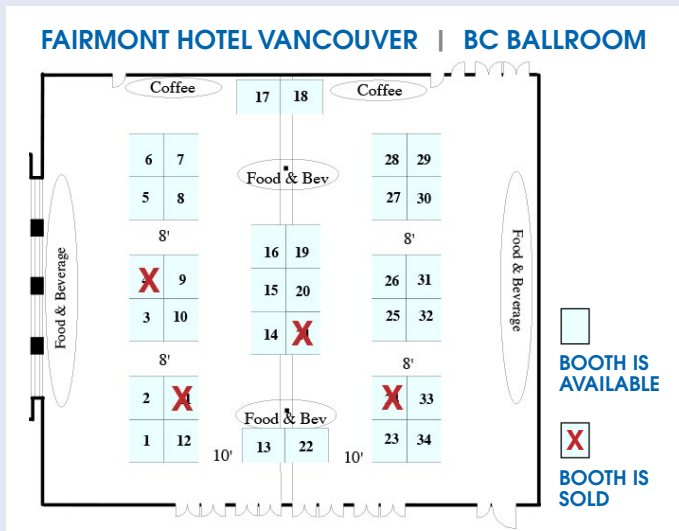 FAIRMONT HOTEL VANCOUVER | BC BALLROOM
Coffee
17 18
Coffee
6 7
28 29
Food & Bev
5 8
27 30
8'
8'
16 19
4 9
26 31
15 20
3 10
25 32
14
8'
8'
2
33
Food & Bev
1 12
23 34
13 22
10'
10'
Food & Beverage
Food & Beverage
BOOTH IS
AVAILABLE
X
BOOTH IS
SOLD
X
X
X
X